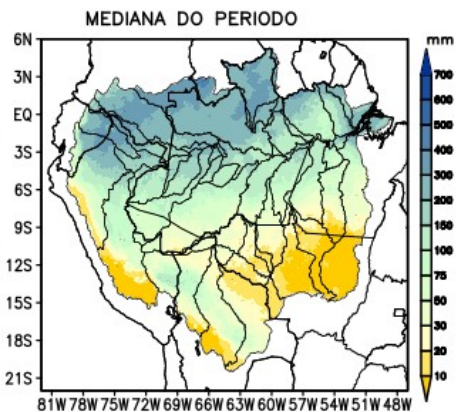 MEDIANA DO PERIODO
mm
6N
3N
EQ
3S
6S
9S
12S
15S
18S
21S
700
600
500
400
300
200
150
100
75
50
30
20
10
81W 78W 75W 72W 69W 66W 63W 60W 57W 54W 51W 48W